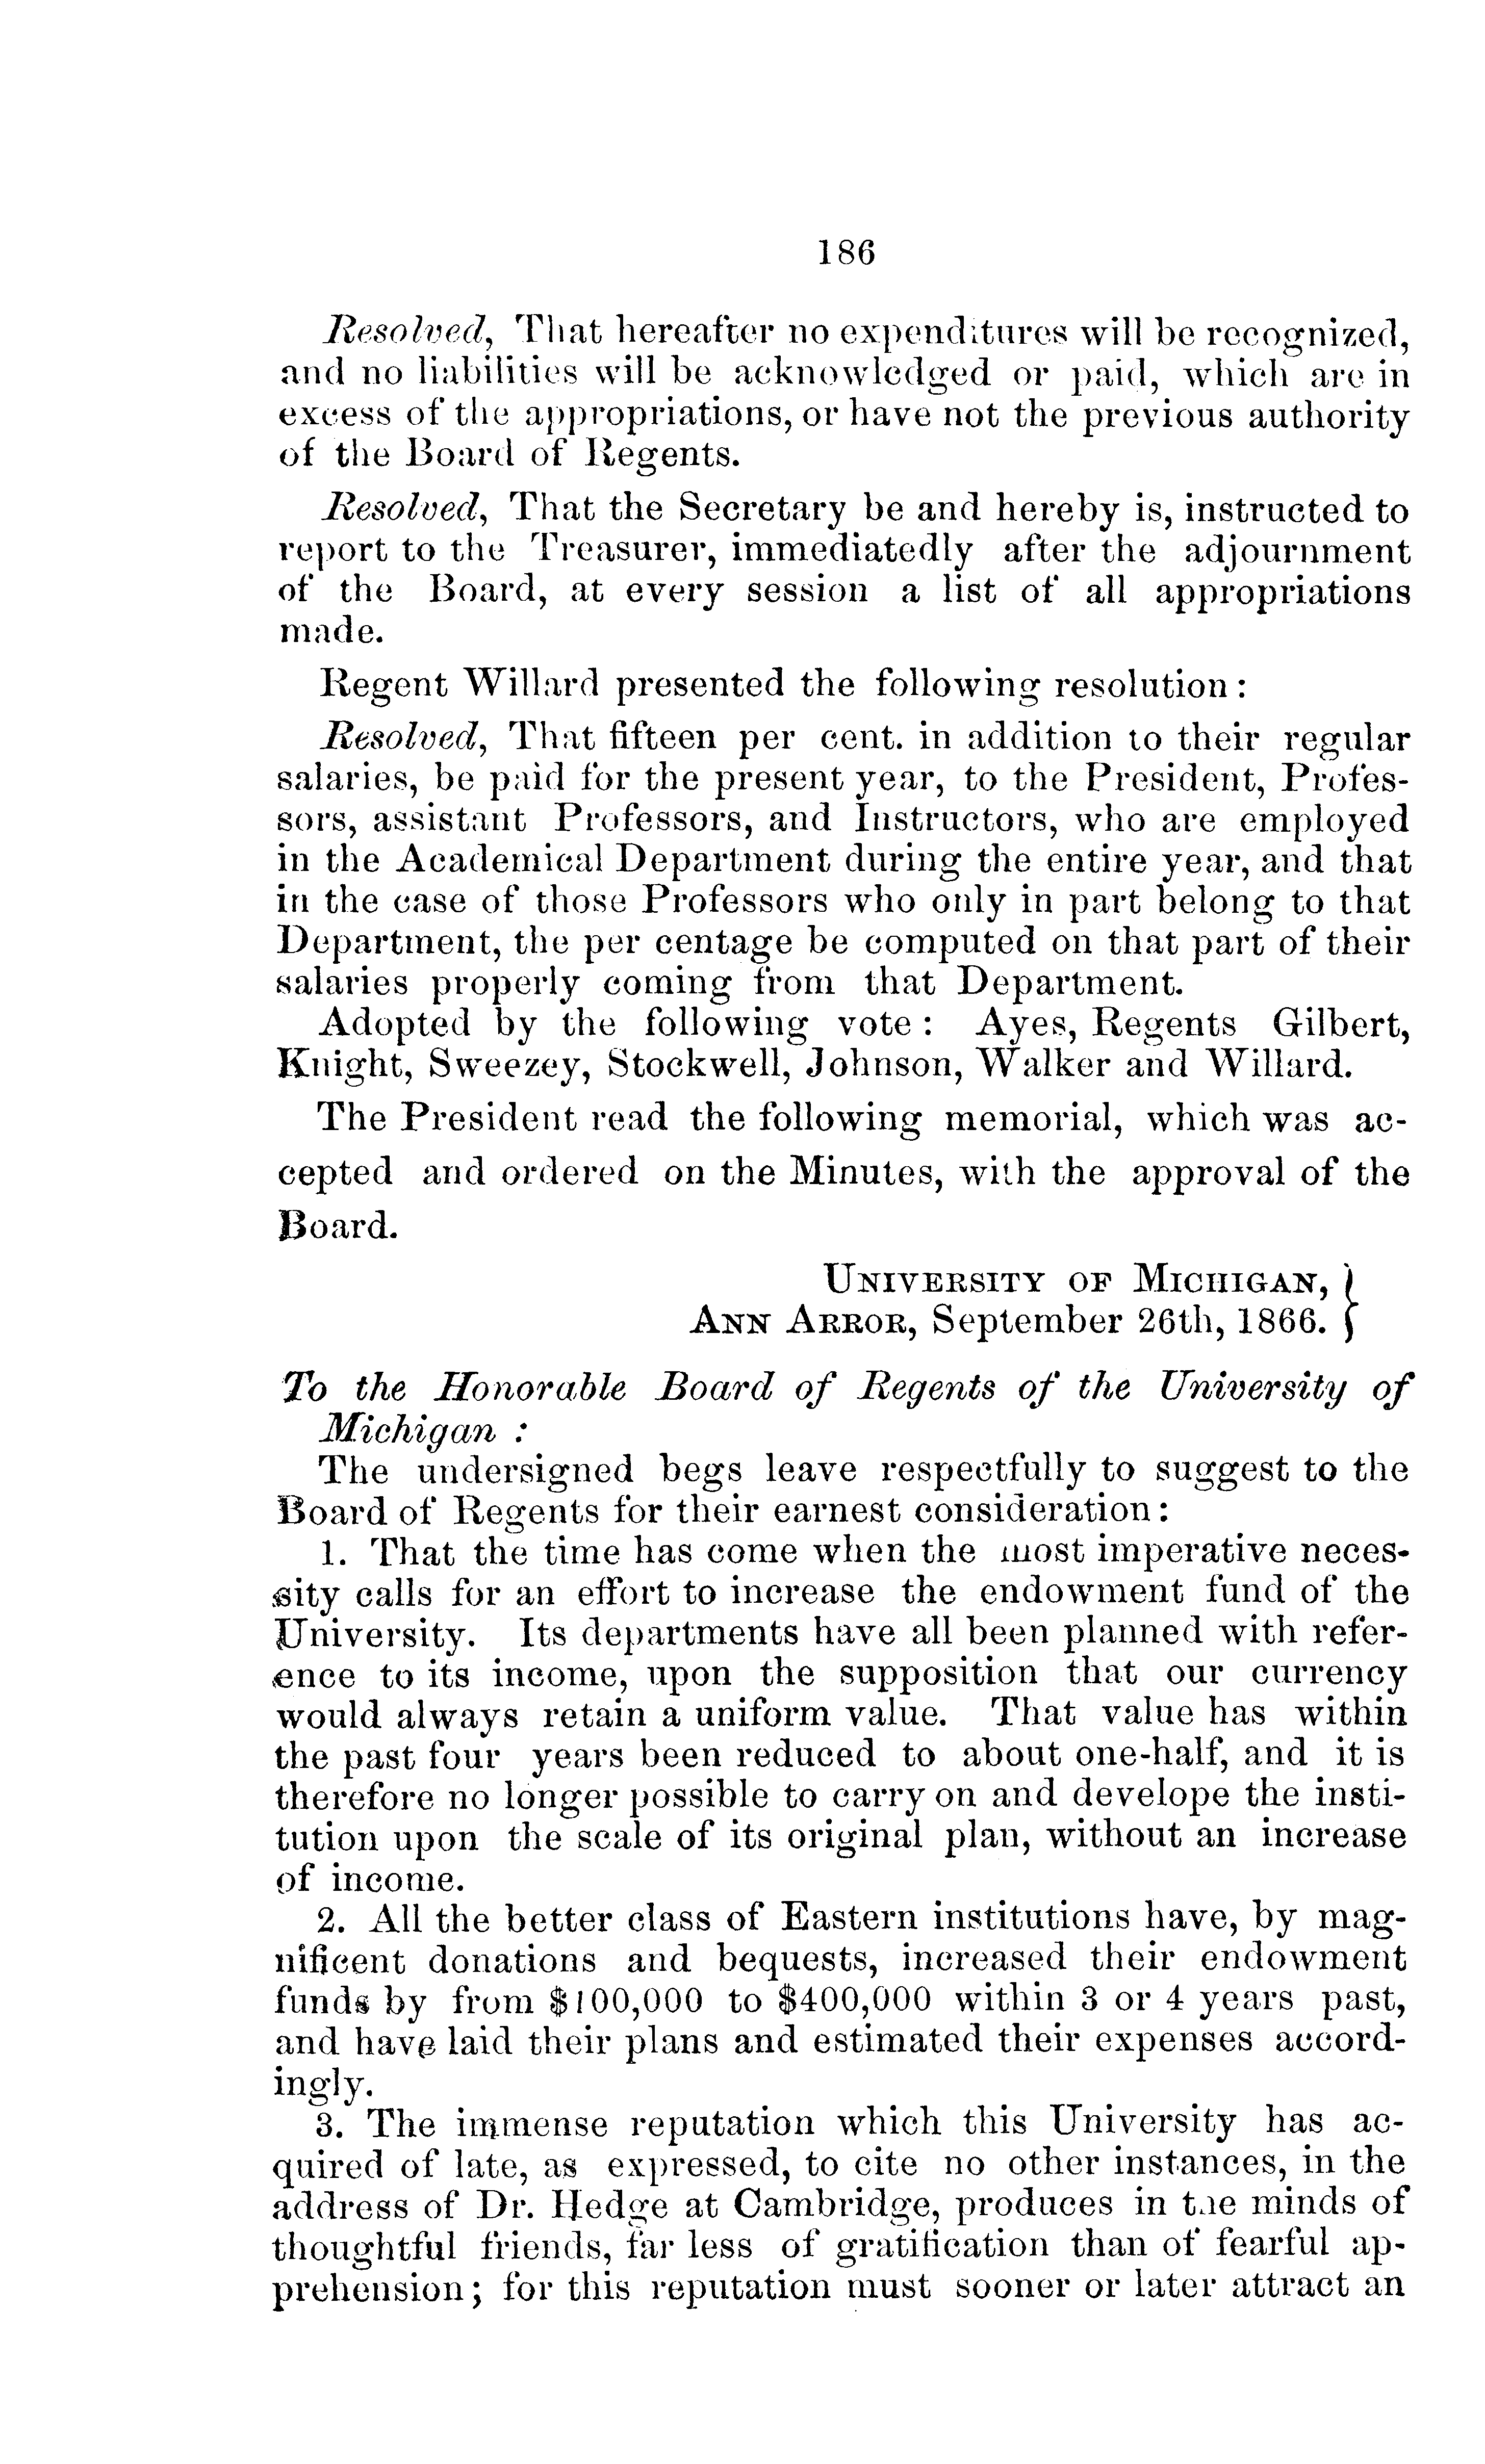 186
Resolved, That hereafter no expenditures will be recognized,
and no liabilities will be acknowledged or paid, which are in
excess of the appropriations, or have not the previous authority
of the Board of Regents.
Resolved, That the Secretary be and hereby is, instructed to
report to the Treasurer, immediatedly after the adjournment
of the Board, at every session a list of all appropriations
made.
Regent Willard presented the following resolution:
Resolved, That fifteen per cent. in addition to their regular
salaries, be paid for the present year, to the President, Profes-
sors, assistant Professors, and Instructors, who are employed
in the Academical Department during the entire year, and that
in the case of those Professors who only in part belong to that
Department, the per centage be computed on that part of their
salaries properly coming from that Department.
Adopted by the following vote: Ayes, Regents Gilbert,
Knight, Sweezey, Stockwell, Johnson, Walker and Willard.
The President read the following memorial, which was ac-
cepted and ordered on the Minutes, with the approval of the
Board.
UNIVERSITY OF MICHIGAN, }
ANN ARROR, September 26th, 1866. }
To the Honorable Board of Regents of the University of
Michigan :
The undersigned begs leave respectfully to suggest to the
Board of Regents for their earnest consideration:
1. That the time has come when the most imperative neces-
sity calls for an effort to increase the endowment fund of the
University. Its departments have all been planned with refer-
ence to its income, upon the supposition that our currency
would always retain a uniform value. That value has within
the past four years been reduced to about one-half, and it is
therefore no longer possible to carry on and develope the insti-
tution upon the scale of its original plan, without an increase
of income.
2. All the better class of Eastern institutions have, by mag-
nificent donations and bequests, increased their endowment
funds by from $100,000 to $400,000 within 3 or 4 years past,
and have laid their plans and estimated their expenses accord-
ingly.
3. The immense reputation which this University has ac-
quired of late, as expressed, to cite no other instances, in the
address of Dr. Hedge at Cambridge, produces in the minds of
thoughtful friends, far less of gratification than of fearful ap-
prehension; for this reputation must sooner or later attract an